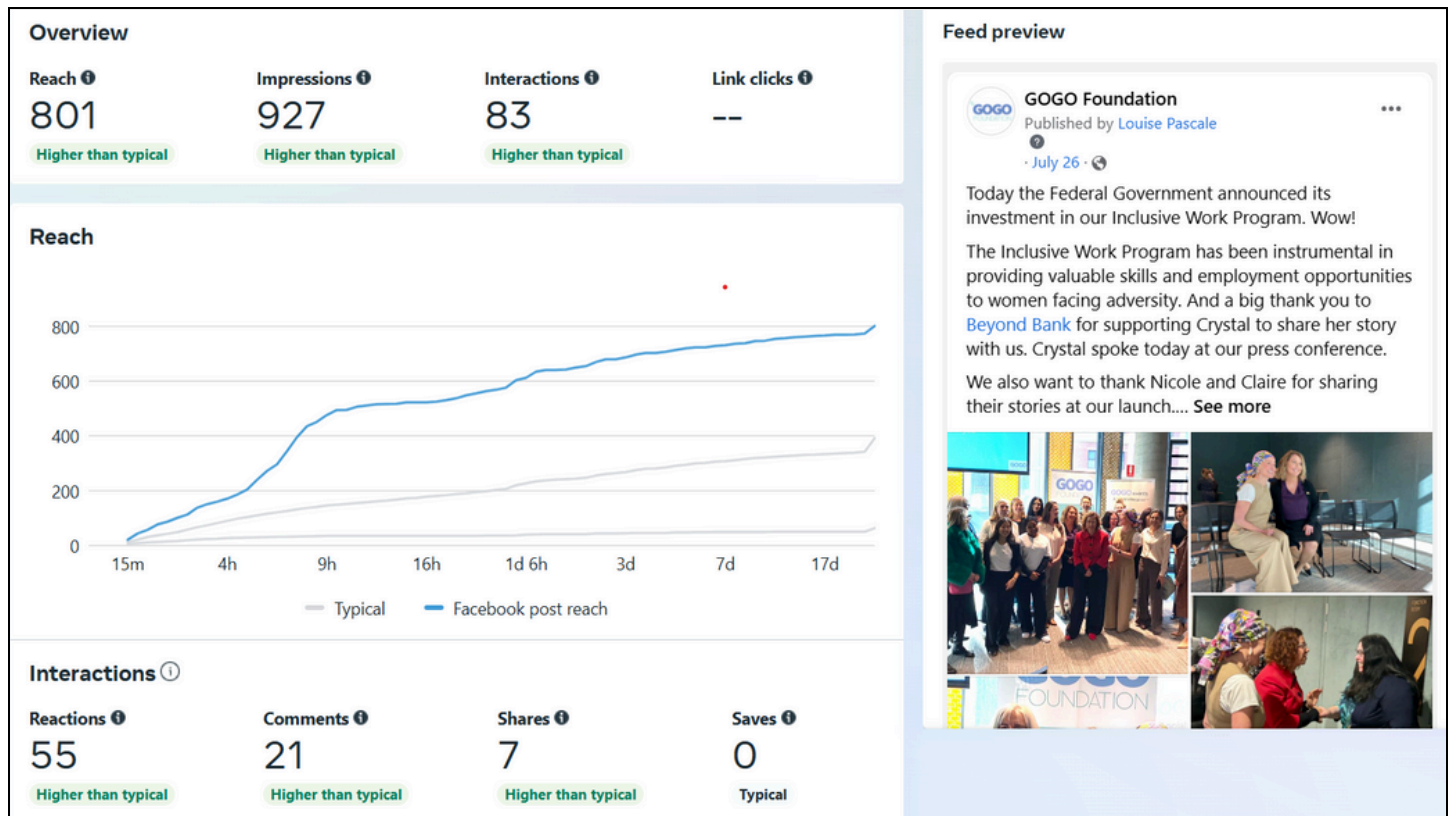 Overview
Reach
Impressions
Interactions
Link clicks
801
927
83
--
Higher than typical
Higher than typical
Higher than typical
Reach
800
600
400
200
0
15m
4h
9h
16h
1d 6h
3d
7d
17d
Typical
Facebook post reach
Interactions
Reactions
Comments
Shares
Saves
55
21
7
0
Higher than typical
Higher than typical
Higher than typical
Typical
Feed preview
GOGO
GOGO Foundation
Published by Louise Pascale
· July 26 ·
Today the Federal Government announced its
investment in our Inclusive Work Program. Wow!
The Inclusive Work Program has been instrumental in
providing valuable skills and employment opportunities
to women facing adversity. And a big thank you to
Beyond Bank for supporting Crystal to share her story
with us. Crystal spoke today at our press conference.
We also want to thank Nicole and Claire for sharing
their stories at our launch.... See more
GOGO
GOGO
FOUNDATION